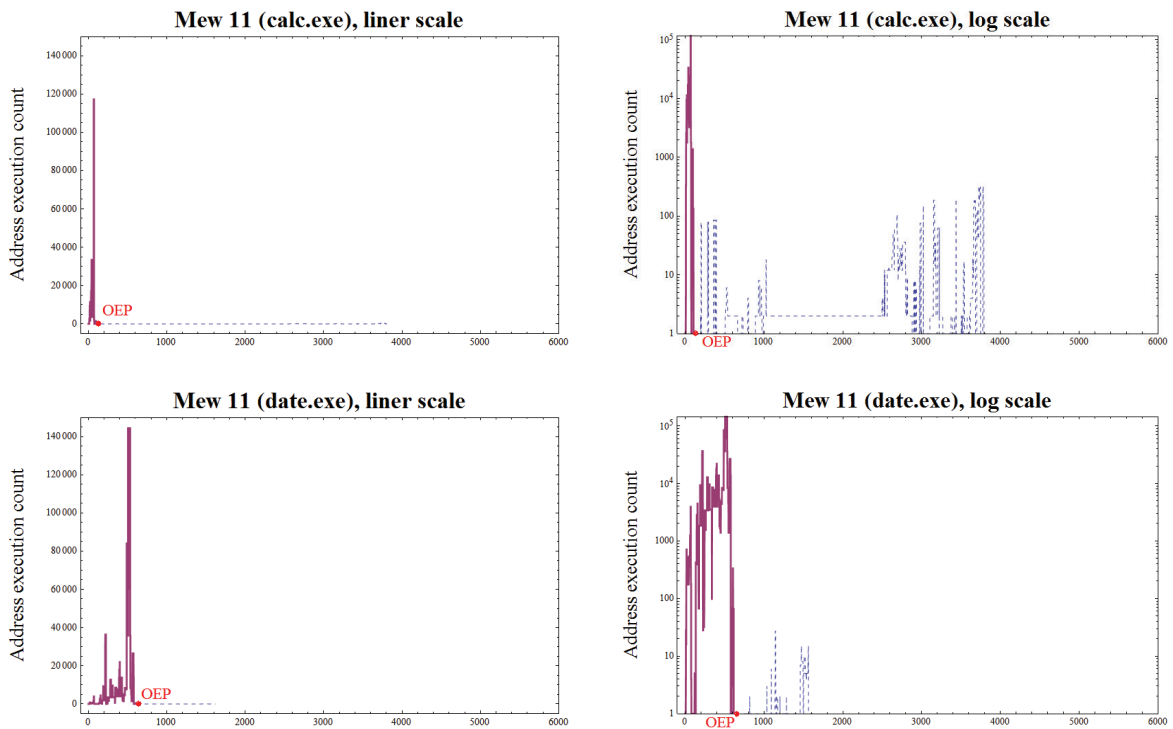 Mew 11 (calc.exe), liner scale
Address execution count
140 000
120 000
100 000
80 000
60 000
40 000
20 000
0
OEP
0 1000 2000 3000 4000 5000 6000
Mew 11 (calc.exe), log scale
Address execution count
10^5
10^4
1000
100
10
1
OEP
0 1000 2000 3000 4000 5000 6000
Mew 11 (date.exe), liner scale
Address execution count
140 000
120 000
100 000
80 000
60 000
40 000
20 000
0
OEP
0 1000 2000 3000 4000 5000 6000
Mew 11 (date.exe), log scale
Address execution count
10^5
10^4
1000
100
10
1
OEP
0 1000 2000 3000 4000 5000 6000